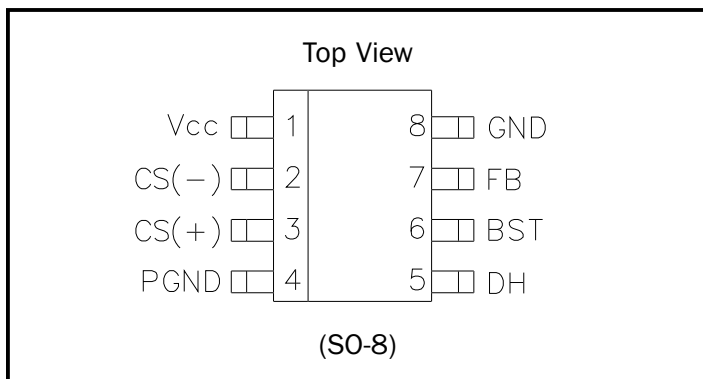 Top View
Vcc 1 8 GND
CS(-) 2 7 FB
CS(+) 3 6 BST
PGND 4 5 DH
(SO-8)